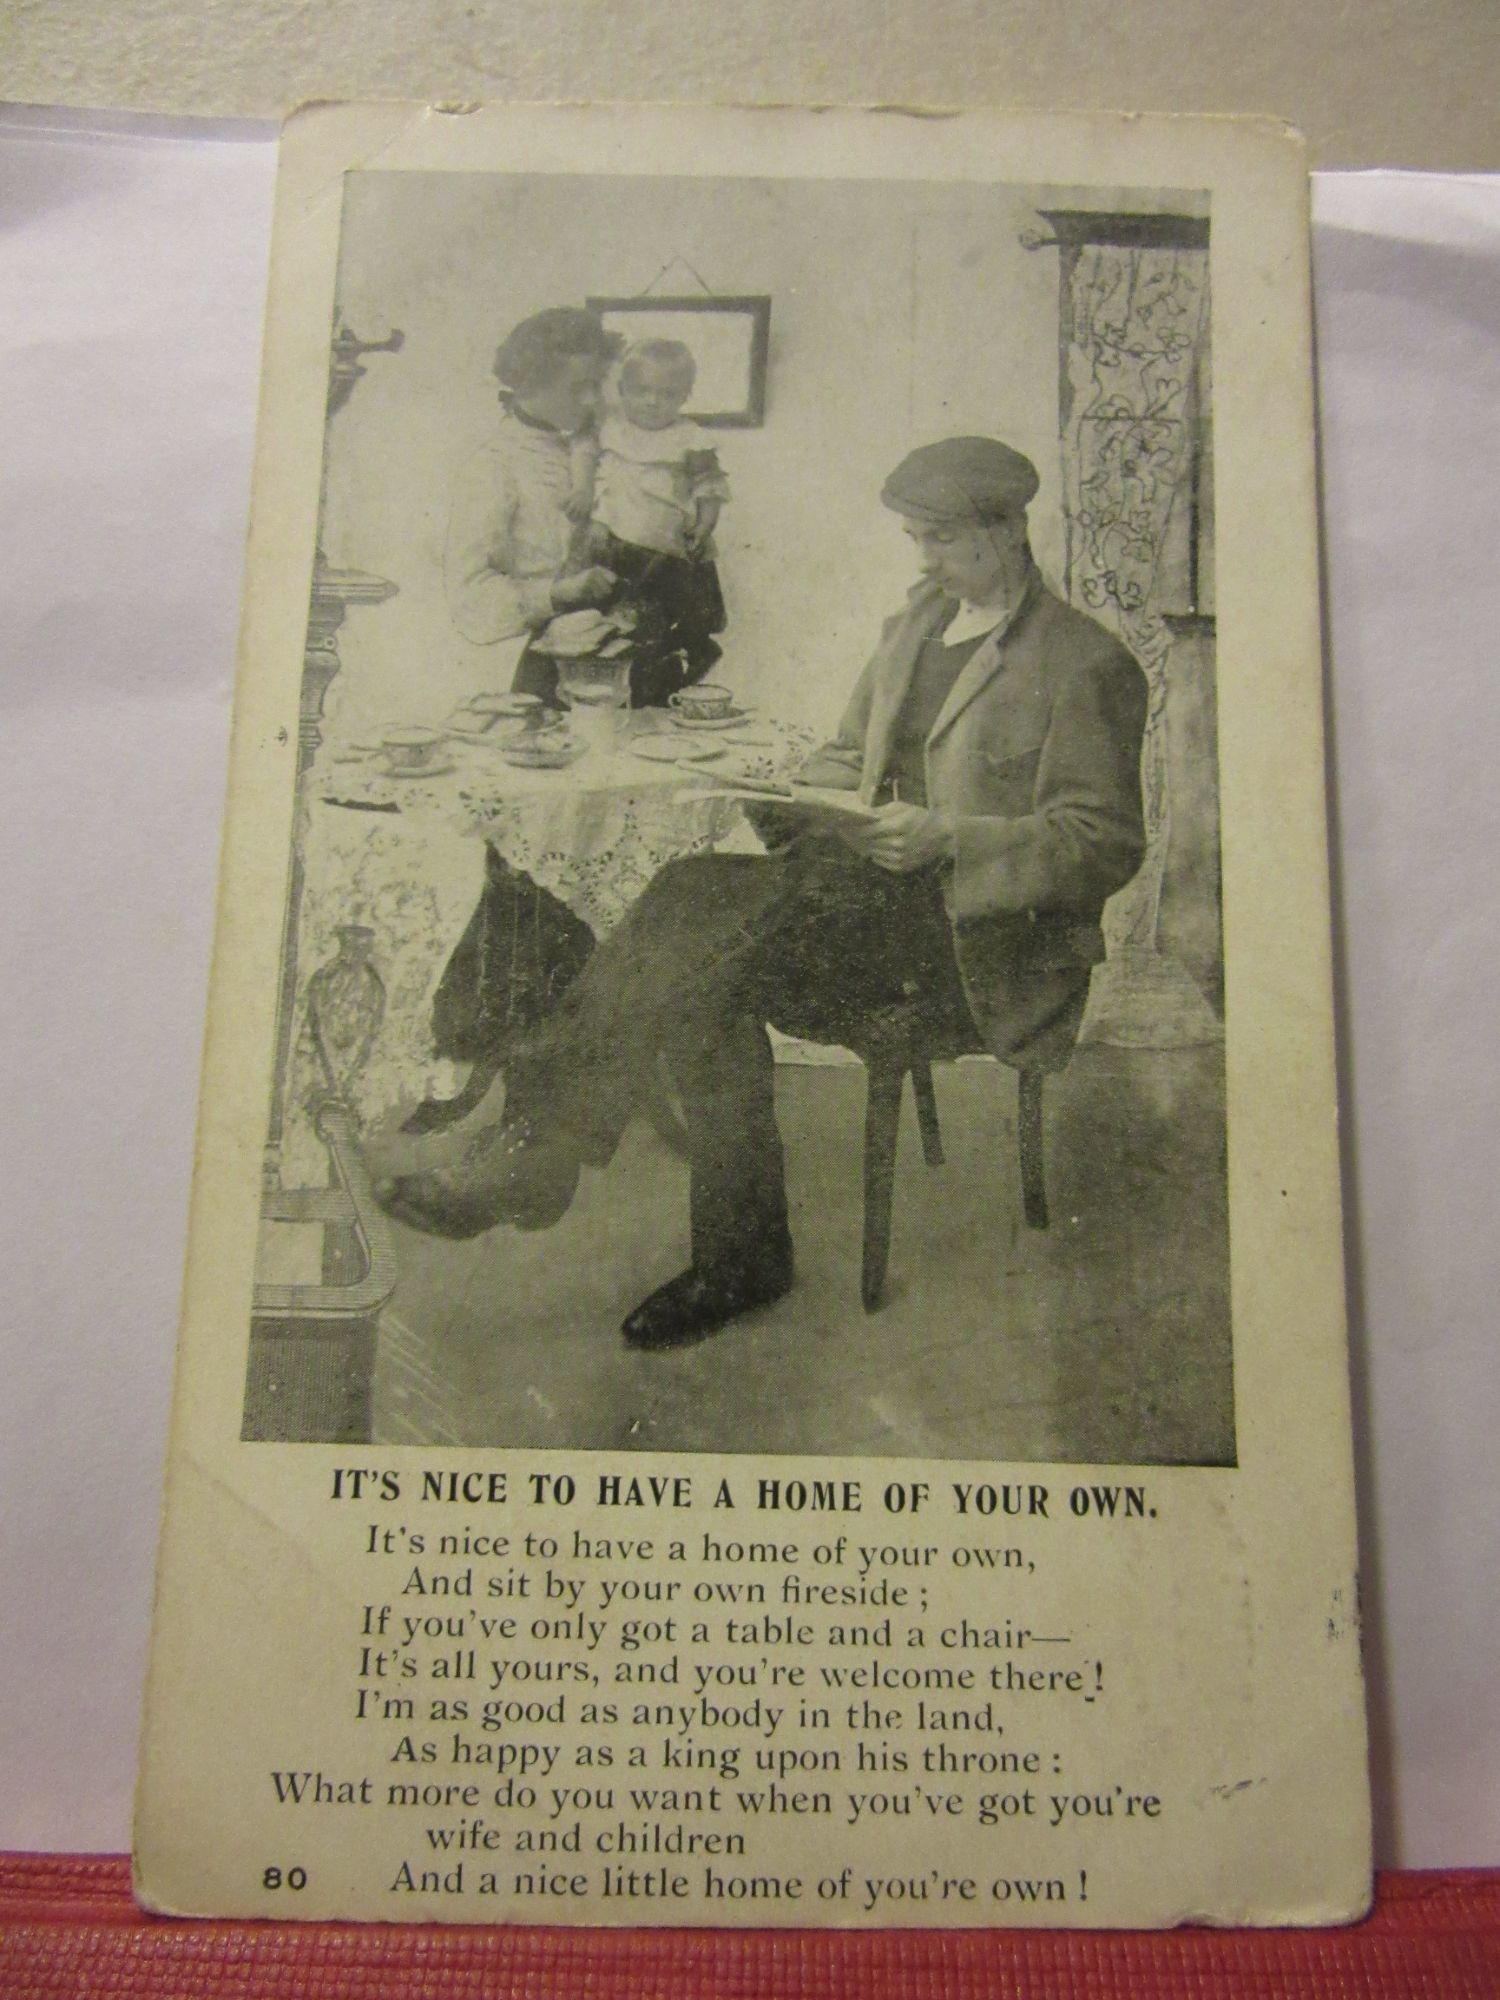 IT'S NICE TO HAVE A HOME OF YOUR OWN.
It's nice to have a home of your own,
And sit by your own fireside ;
If you've only got a table and a chair—
It's all yours, and you're welcome there !
I'm as good as anybody in the land,
As happy as a king upon his throne :
What more do you want when you've got you're
wife and children
80 And a nice little home of you're own !